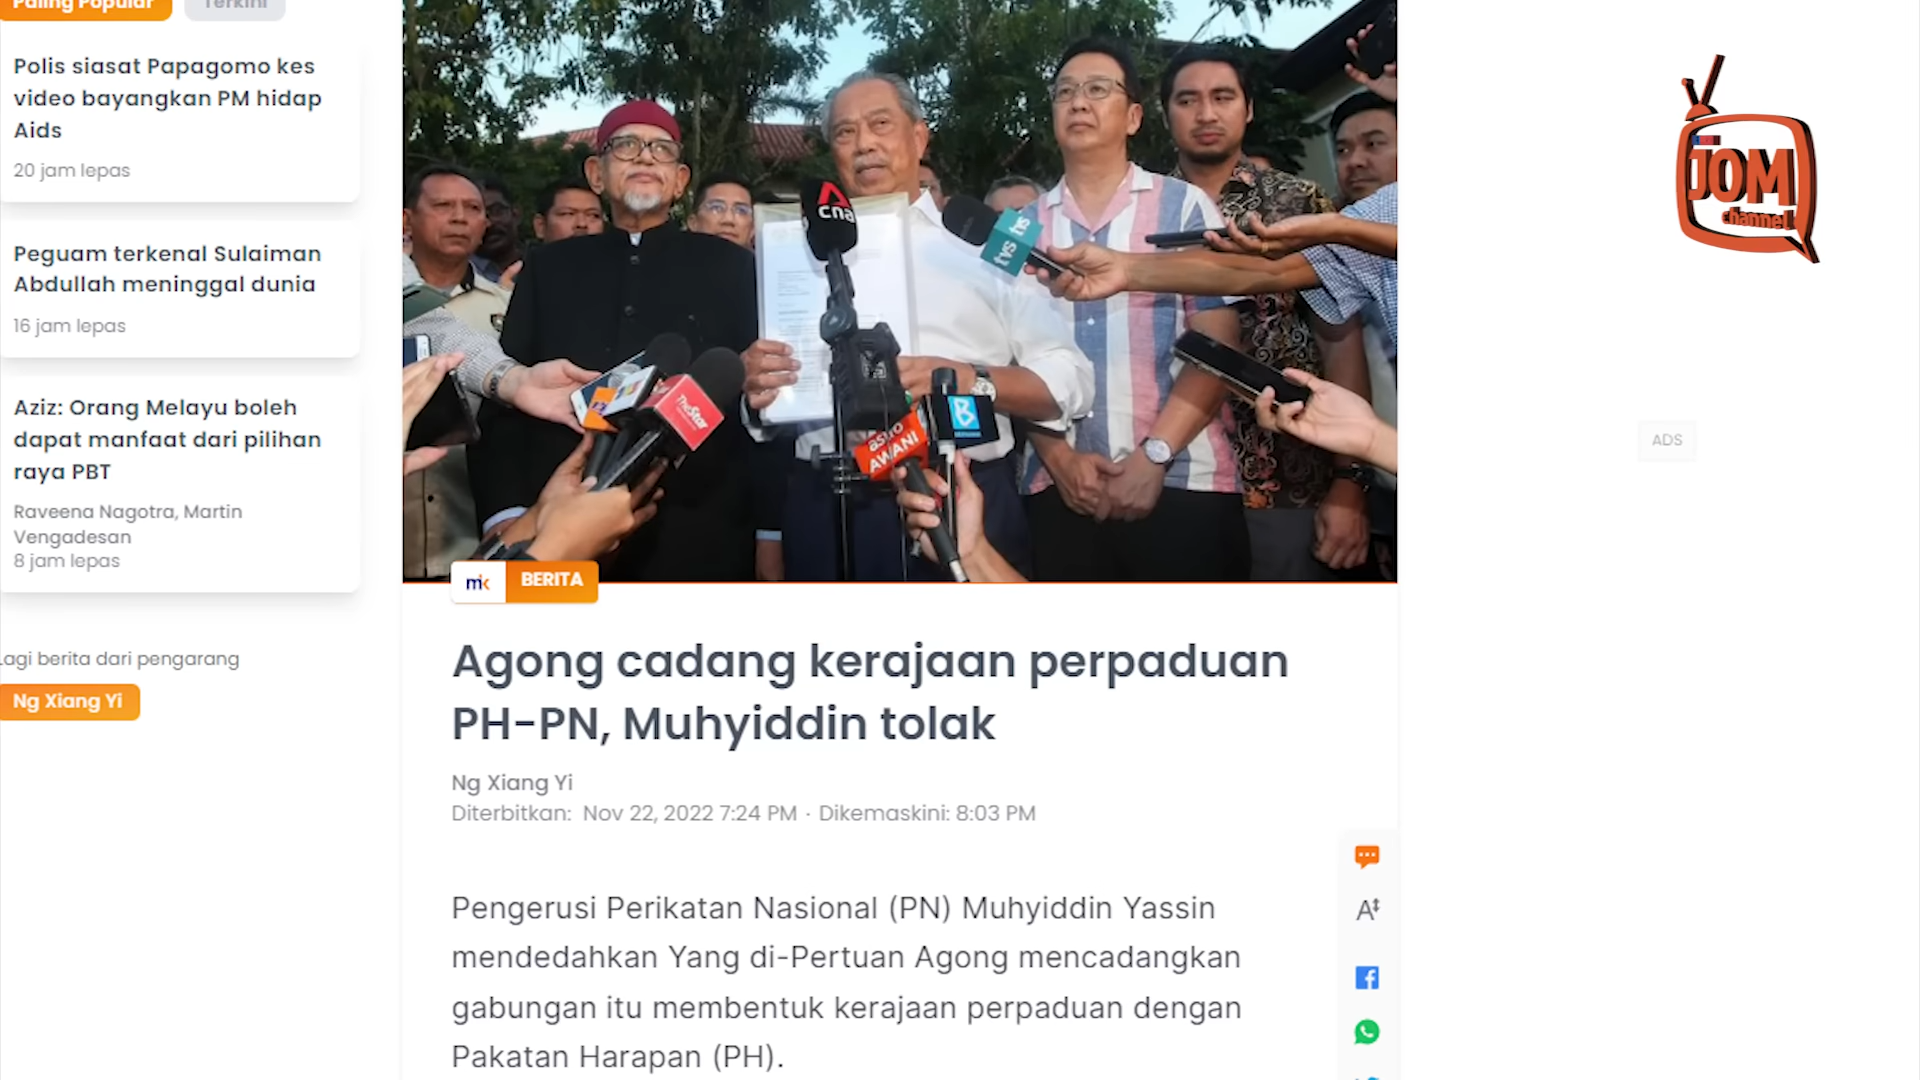 Paling Popular
Terkini
Polis siasat Papagomo kes
video bayangkan PM hidap
Aids
20 jam lepas
Peguam terkenal Sulaiman
Abdullah meninggal dunia
16 jam lepas
Aziz: Orang Melayu boleh
dapat manfaat dari pilihan
raya PBT
Raveena Nagotra, Martin
Vengadesan
8 jam lepas
Lagi berita dari pengarang
Ng Xiang Yi
cna
tvs
TheStar
astro
AWANI
mk
BERITA
Agong cadang kerajaan perpaduan
PH-PN, Muhyiddin tolak
Ng Xiang Yi
Diterbitkan: Nov 22, 2022 7:24 PM · Dikemaskini: 8:03 PM
Pengerusi Perikatan Nasional (PN) Muhyiddin Yassin
mendedahkan Yang di-Pertuan Agong mencadangkan
gabungan itu membentuk kerajaan perpaduan dengan
Pakatan Harapan (PH).
JOM
channel
ADS